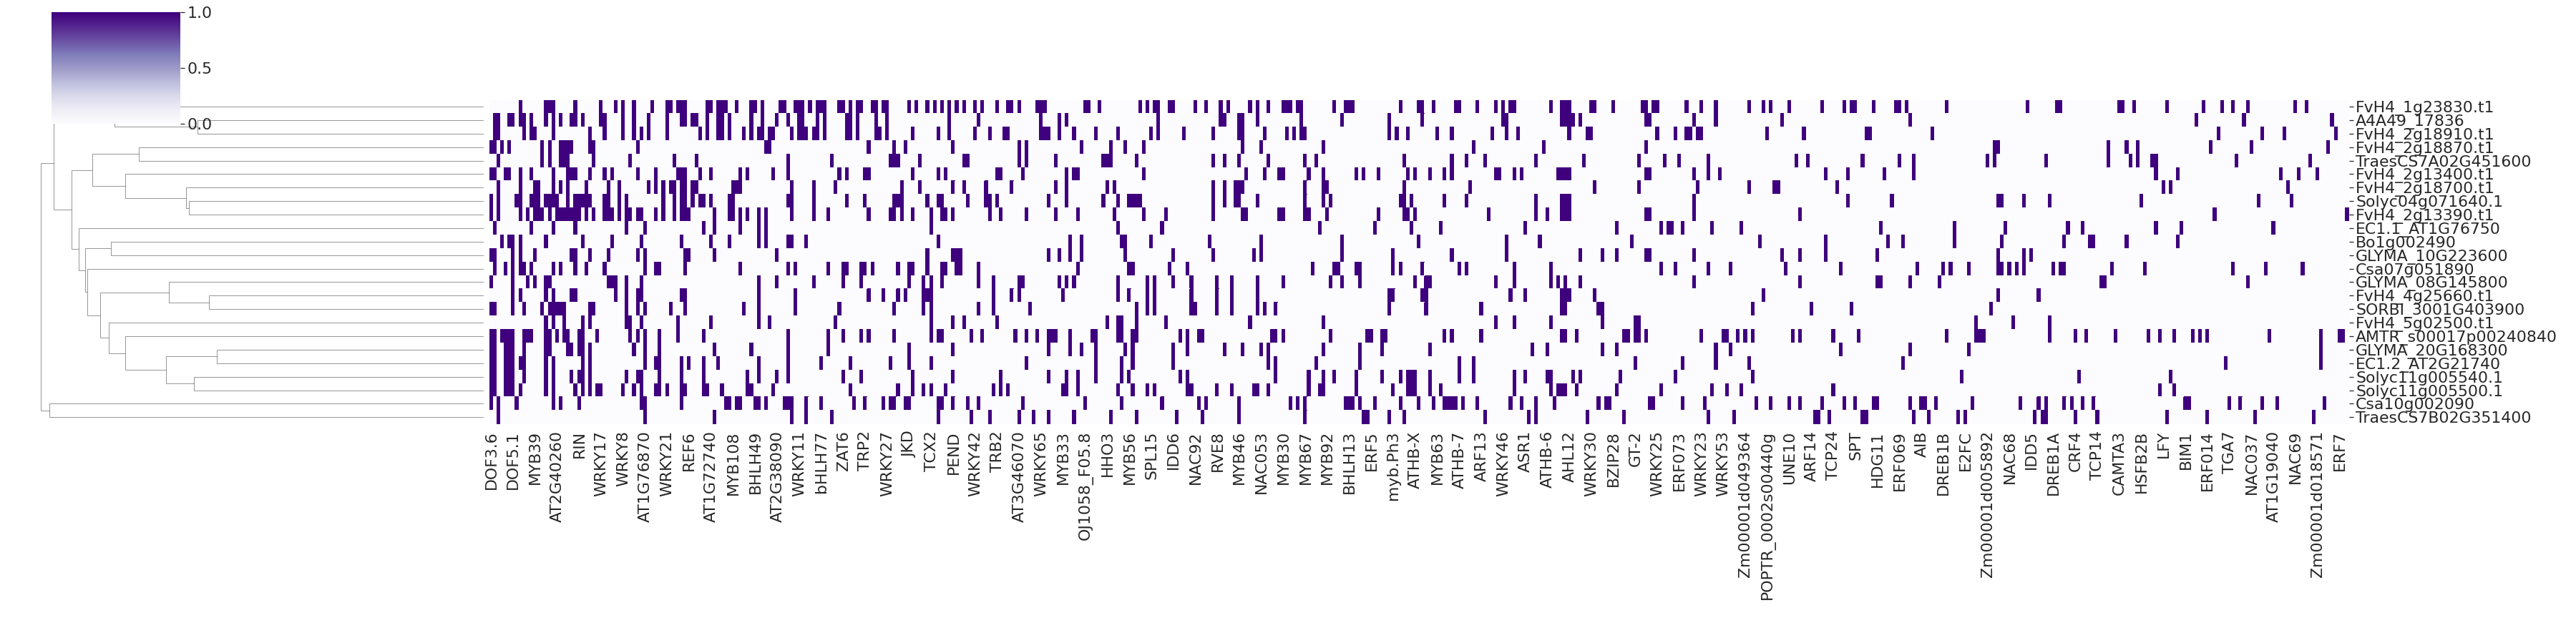 1.0
0.5
0.0
FvH4_1g23830.t1
A4A49_17836
FvH4_2g18910.t1
FvH4_2g18870.t1
TraesCS7A02G451600
FvH4_2g13400.t1
FvH4_2g18700.t1
Solyc04g071640.1
FvH4_2g13390.t1
EC1.1_AT1G76750
Bo1g002490
GLYMA_10G223600
Csa07g051890
GLYMA_08G145800
FvH4_4g25660.t1
SORBI_3001G403900
FvH4_5g02500.t1
AMTR_s00017p00240840
GLYMA_20G168300
EC1.2_AT2G21740
Solyc11g005540.1
Solyc11g005500.1
Csa10g002090
TraesCS7B02G351400
DOF3.6
DOF5.1
MYB39
AT2G40260
RIN
WRKY17
WRKY8
AT1G76870
WRKY21
REF6
AT1G72740
MYB108
BHLH49
AT2G38090
WRKY11
bHLH77
ZAT6
TRP2
WRKY27
JKD
TCX2
PEND
WRKY42
TRB2
AT3G46070
WRKY65
MYB33
OJ1058_F05.8
HHO3
MYB56
SPL15
IDD6
NAC92
RVE8
MYB46
NAC053
MYB30
MYB67
MYB92
BHLH13
ERF5
myb.Ph3
ATHB-X
MYB63
ATHB-7
ARF13
WRKY46
ASR1
ATHB-6
AHL12
WRKY30
BZIP28
GT-2
WRKY25
ERF073
WRKY23
WRKY53
Zm00001d049364
POPTR_0002s00440g
UNE10
ARF14
TCP24
SPT
HDG11
ERF069
AIB
DREB1B
E2FC
Zm00001d005892
NAC68
IDD5
DREB1A
CRF4
TCP14
CAMTA3
HSFB2B
LFY
BIM1
ERF014
TGA7
NAC037
AT1G19040
NAC69
Zm00001d018571
ERF7